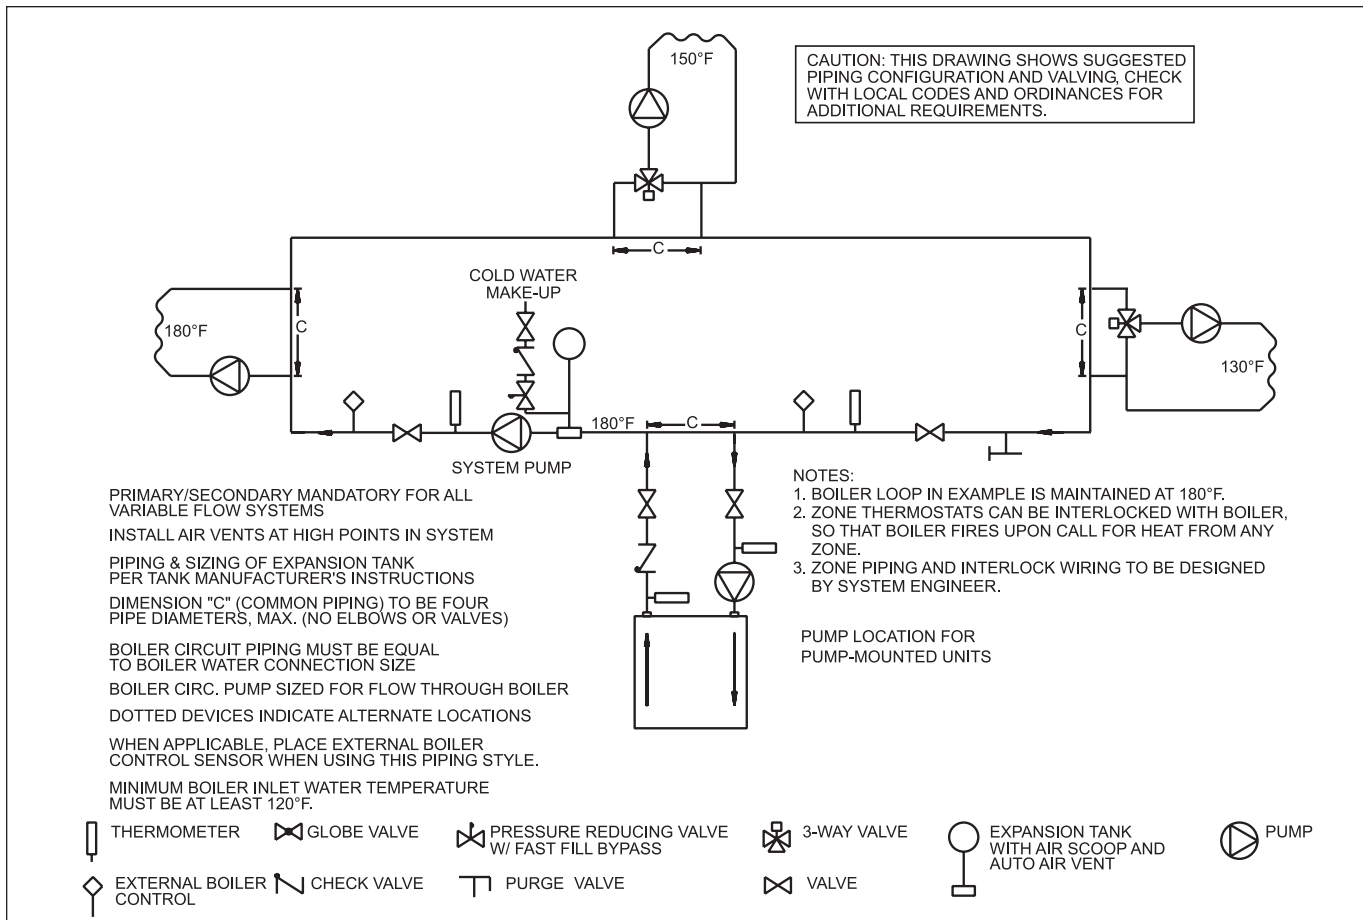 150°F
CAUTION: THIS DRAWING SHOWS SUGGESTED
PIPING CONFIGURATION AND VALVING, CHECK
WITH LOCAL CODES AND ORDINANCES FOR
ADDITIONAL REQUIREMENTS.
C
COLD WATER
MAKE-UP
180°F
C
C
130°F
180°F
C
SYSTEM PUMP
PRIMARY/SECONDARY MANDATORY FOR ALL
VARIABLE FLOW SYSTEMS
INSTALL AIR VENTS AT HIGH POINTS IN SYSTEM
PIPING & SIZING OF EXPANSION TANK
PER TANK MANUFACTURER'S INSTRUCTIONS
DIMENSION "C" (COMMON PIPING) TO BE FOUR
PIPE DIAMETERS, MAX. (NO ELBOWS OR VALVES)
BOILER CIRCUIT PIPING MUST BE EQUAL
TO BOILER WATER CONNECTION SIZE
BOILER CIRC. PUMP SIZED FOR FLOW THROUGH BOILER
DOTTED DEVICES INDICATE ALTERNATE LOCATIONS
WHEN APPLICABLE, PLACE EXTERNAL BOILER
CONTROL SENSOR WHEN USING THIS PIPING STYLE.
MINIMUM BOILER INLET WATER TEMPERATURE
MUST BE AT LEAST 120°F.
NOTES:
1. BOILER LOOP IN EXAMPLE IS MAINTAINED AT 180°F.
2. ZONE THERMOSTATS CAN BE INTERLOCKED WITH BOILER,
SO THAT BOILER FIRES UPON CALL FOR HEAT FROM ANY
ZONE.
3. ZONE PIPING AND INTERLOCK WIRING TO BE DESIGNED
BY SYSTEM ENGINEER.
PUMP LOCATION FOR
PUMP-MOUNTED UNITS
THERMOMETER
GLOBE VALVE
PRESSURE REDUCING VALVE
W/ FAST FILL BYPASS
3-WAY VALVE
EXPANSION TANK
WITH AIR SCOOP AND
AUTO AIR VENT
PUMP
EXTERNAL BOILER
CONTROL
CHECK VALVE
PURGE VALVE
VALVE